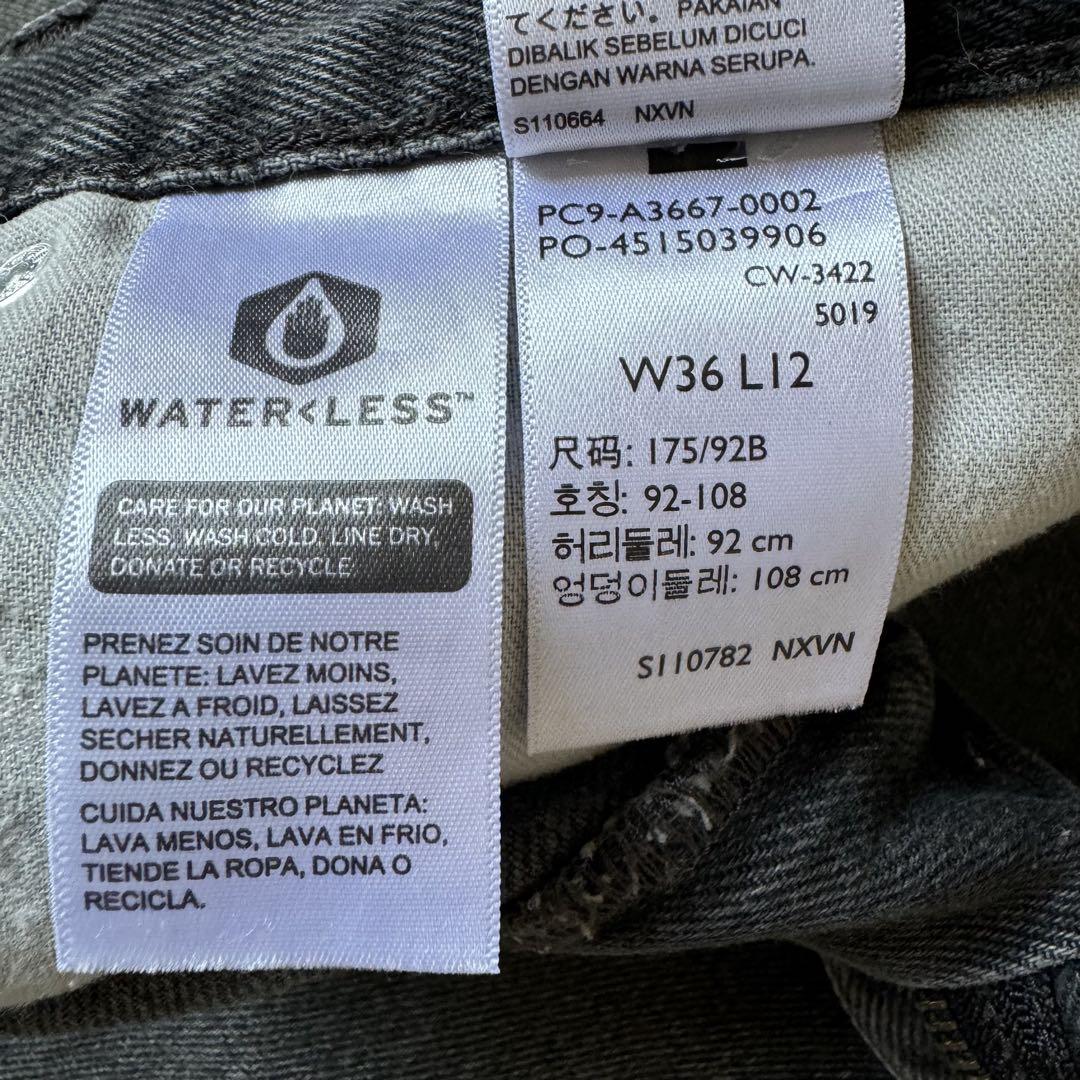 てください。 PAKAIAN
DIBALIK SEBELUM DICUCI
DENGAN WARNA SERUPA.
S110664 NXVN
PC9-A3667-0002
PO-4515039906
CW-3422
5019
W36 L12
尺码: 175/92B
호칭: 92-108
허리둘레: 92 cm
엉덩이둘레: 108 cm
S110782 NXVN
WATER<LESS™
CARE FOR OUR PLANET: WASH
LESS, WASH COLD, LINE DRY,
DONATE OR RECYCLE
PRENEZ SOIN DE NOTRE
PLANETE: LAVEZ MOINS,
LAVEZ A FROID, LAISSEZ
SECHER NATURELLEMENT,
DONNEZ OU RECYCLEZ
CUIDA NUESTRO PLANETA:
LAVA MENOS, LAVA EN FRIO,
TIENDE LA ROPA, DONA O
RECICLA.